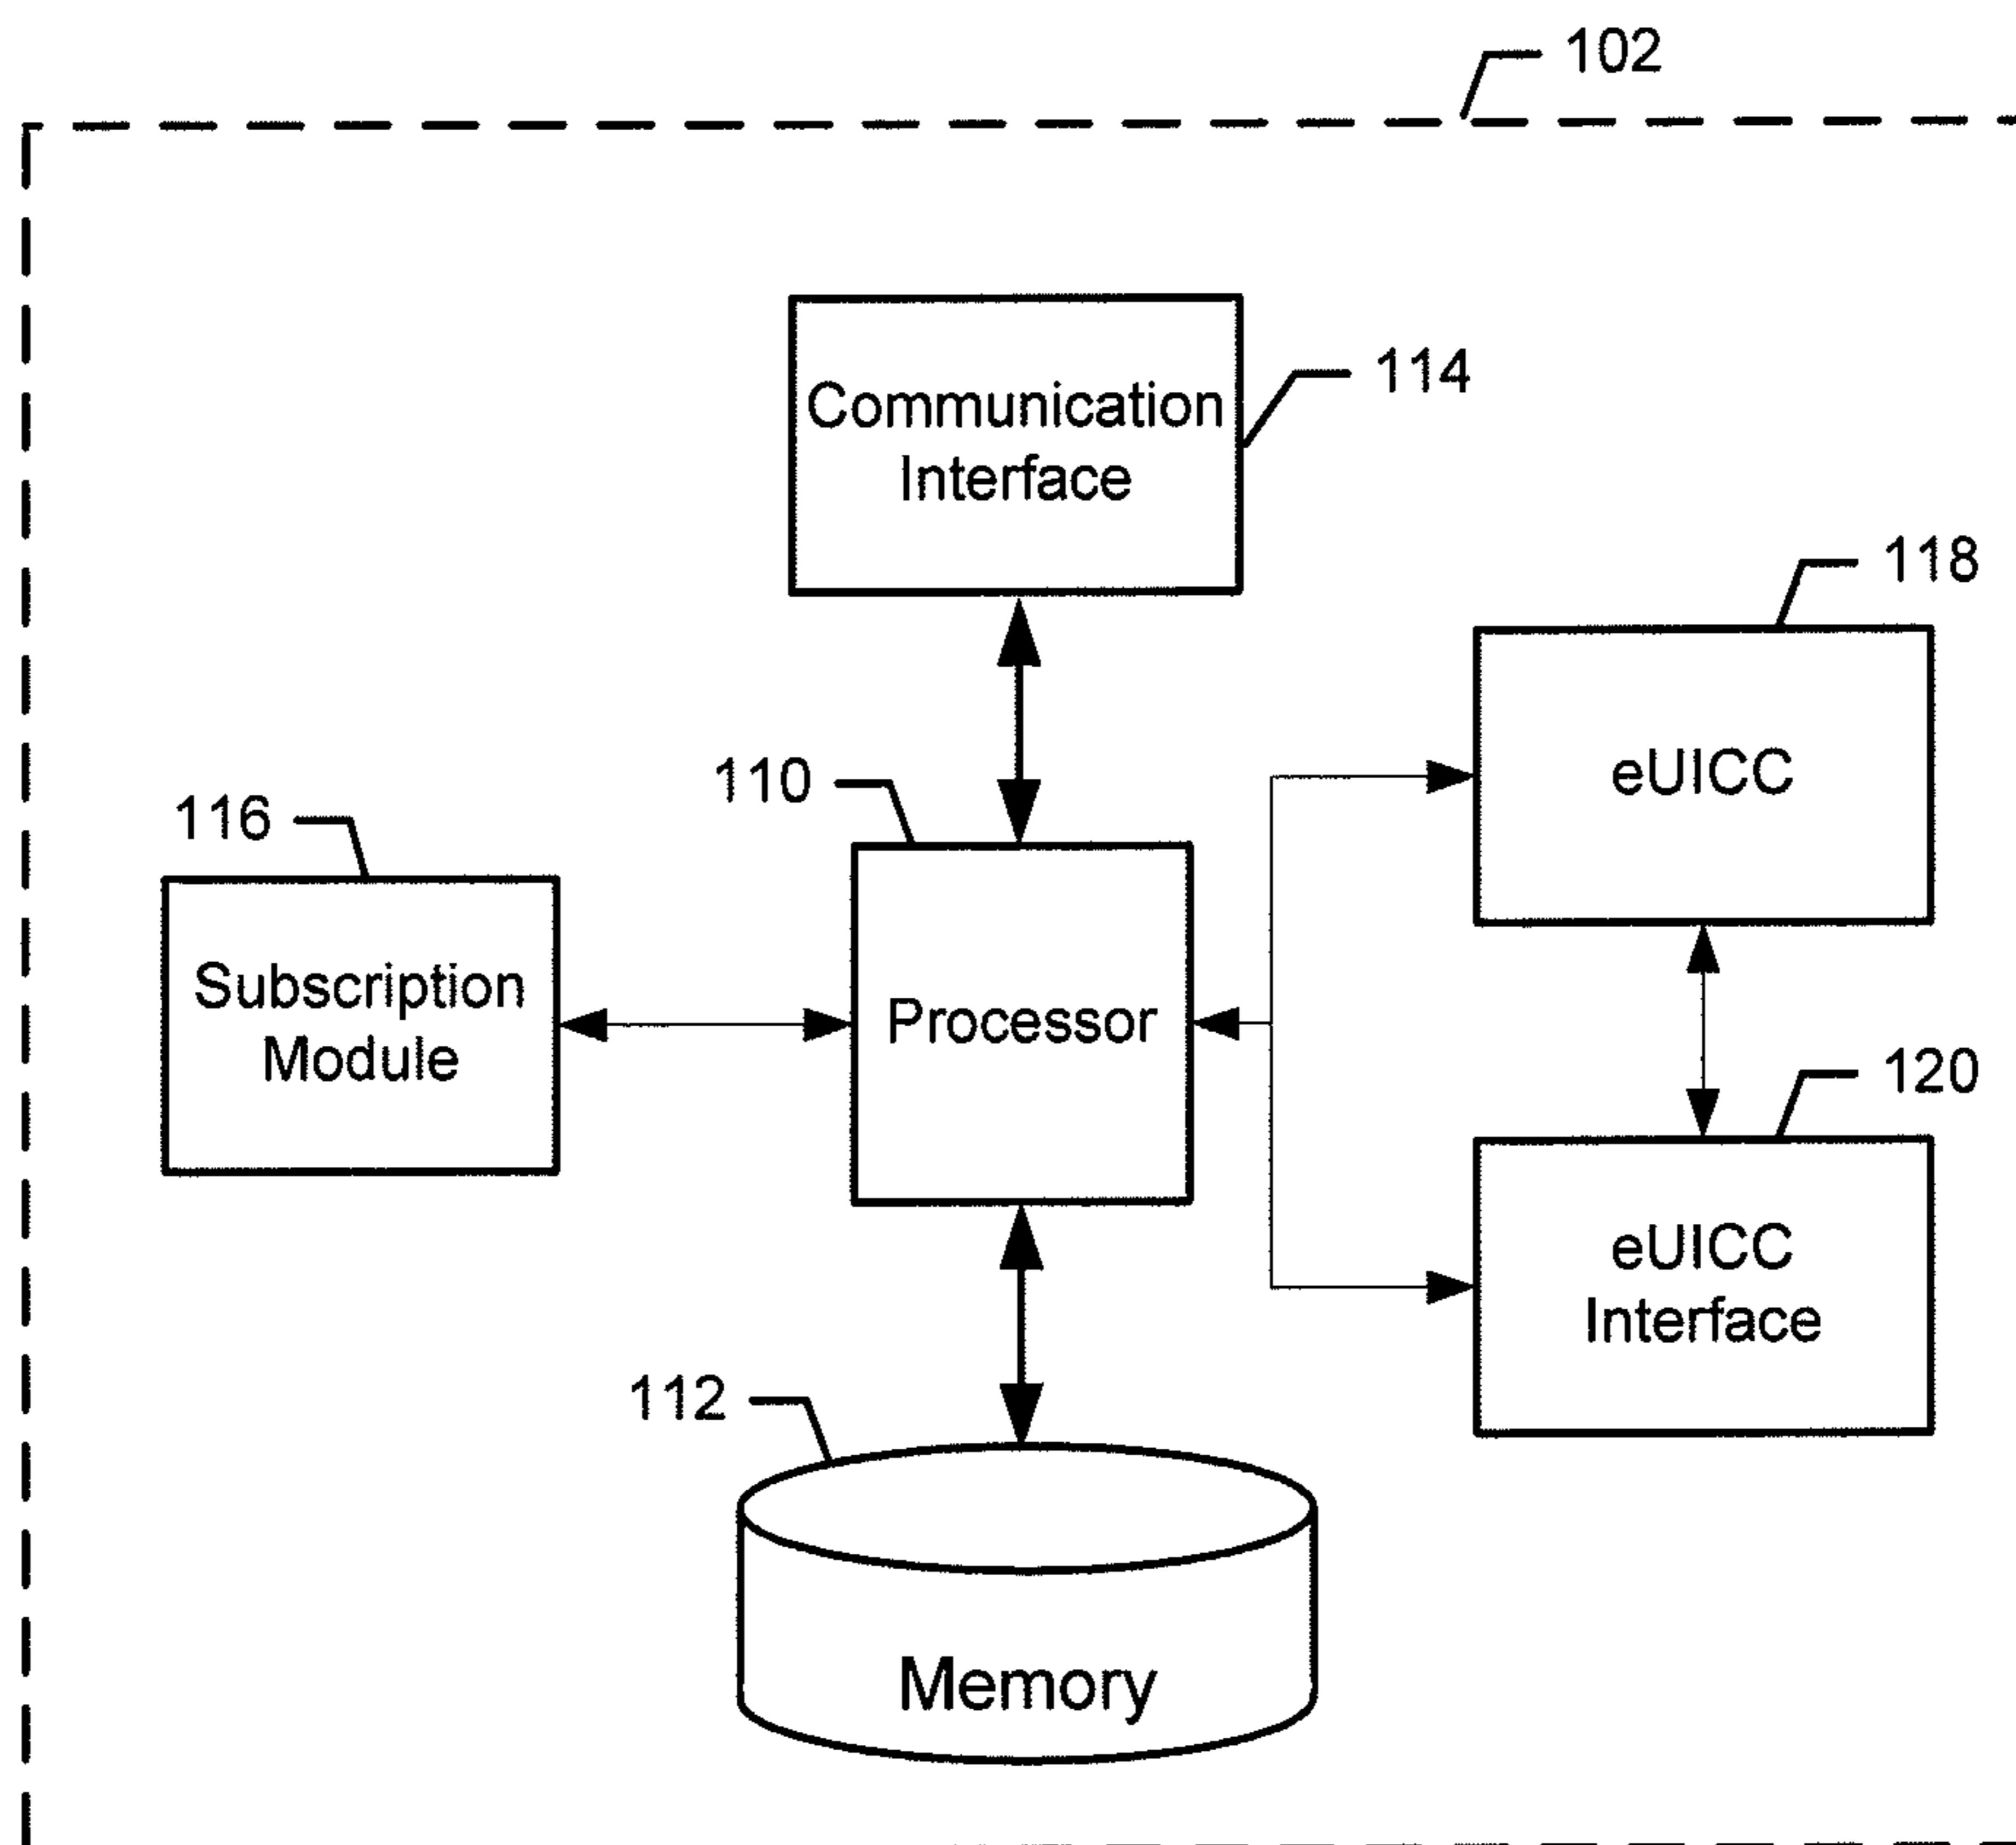 102
Communication
Interface
114
118
eUICC
110
116
Subscription
Module
Processor
120
eUICC
Interface
112
Memory